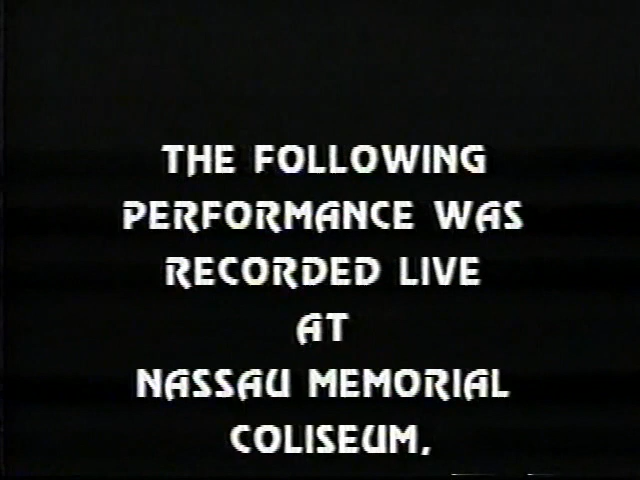 THE FOLLOWING
PERFORMANCE WAS
RECORDED LIVE
AT
NASSAU MEMORIAL
COLISEUM,